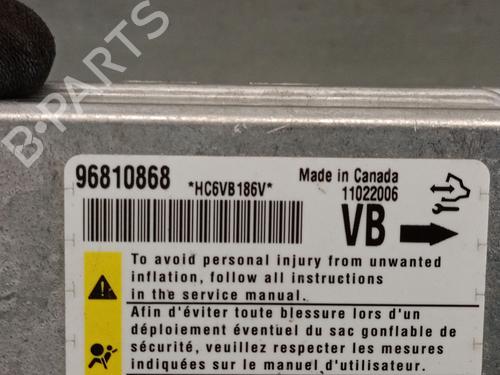 B-PARTS
96810868
*HC6VB186V*
Made in Canada
11022006
VB
To avoid personal injury from unwanted
inflation, follow all instructions
in the service manual.
Afin d'éviter toute blessure lors d'un
déploiement éventuel du sac gonflable de
sécurité, veuillez respecter les mesures
indiquées sur le manuel d'utilisateur.